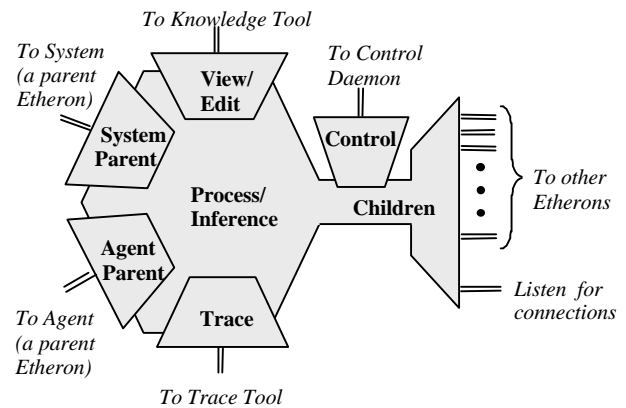 To Knowledge Tool
To System
(a parent
Etheron)
View/
Edit
To Control
Daemon
System
Parent
Control
Process/
Inference
Children
To other
Etherons
Agent
Parent
Trace
Listen for
connections
To Agent
(a parent
Etheron)
To Trace Tool